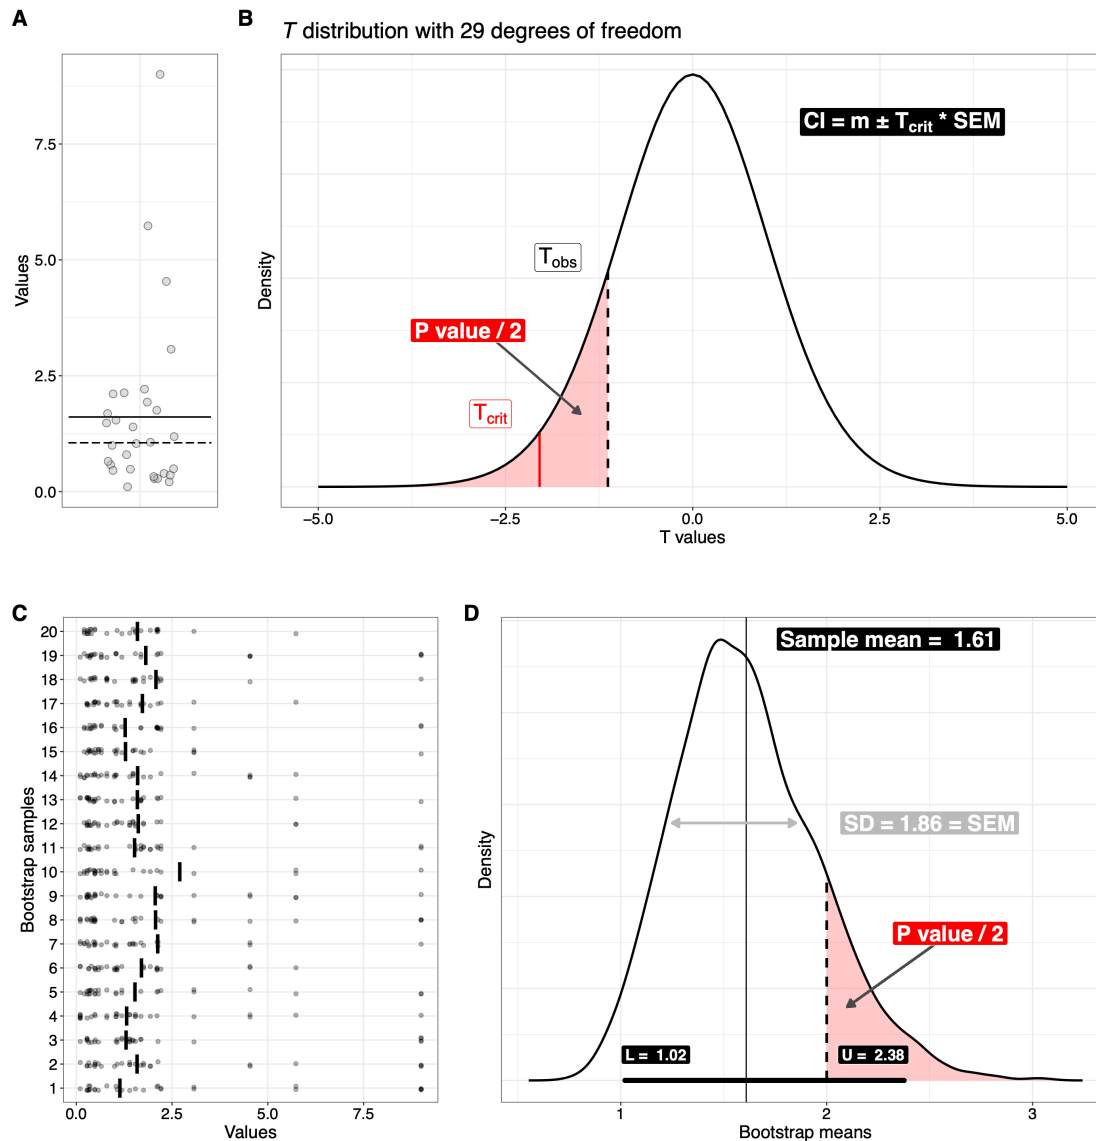 A
Values
7.5
5.0
2.5
0.0
B
T distribution with 29 degrees of freedom
CI = m ± Tcrit * SEM
Tobs
P value / 2
Tcrit
Density
−5.0 −2.5 0.0 2.5 5.0
T values
C
Bootstrap samples
20
19
18
17
16
15
14
13
12
11
10
9
8
7
6
5
4
3
2
1
0.0 2.5 5.0 7.5
Values
D
Sample mean = 1.61
SD = 1.86 = SEM
P value / 2
L = 1.02
U = 2.38
Density
1 2 3
Bootstrap means